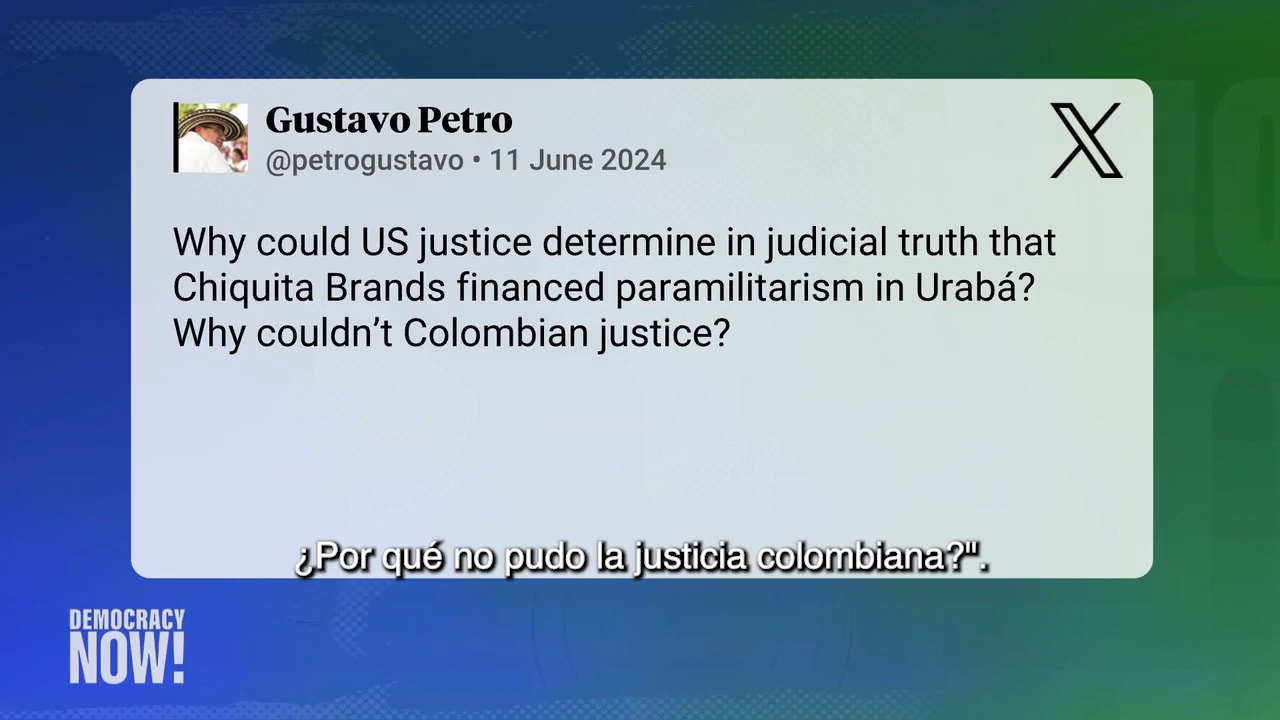 Gustavo Petro
@petrogustavo • 11 June 2024
Why could US justice determine in judicial truth that
Chiquita Brands financed paramilitarism in Urabá?
Why couldn’t Colombian justice?
¿Por qué no pudo la justicia colombiana?".
DEMOCRACY
NOW!